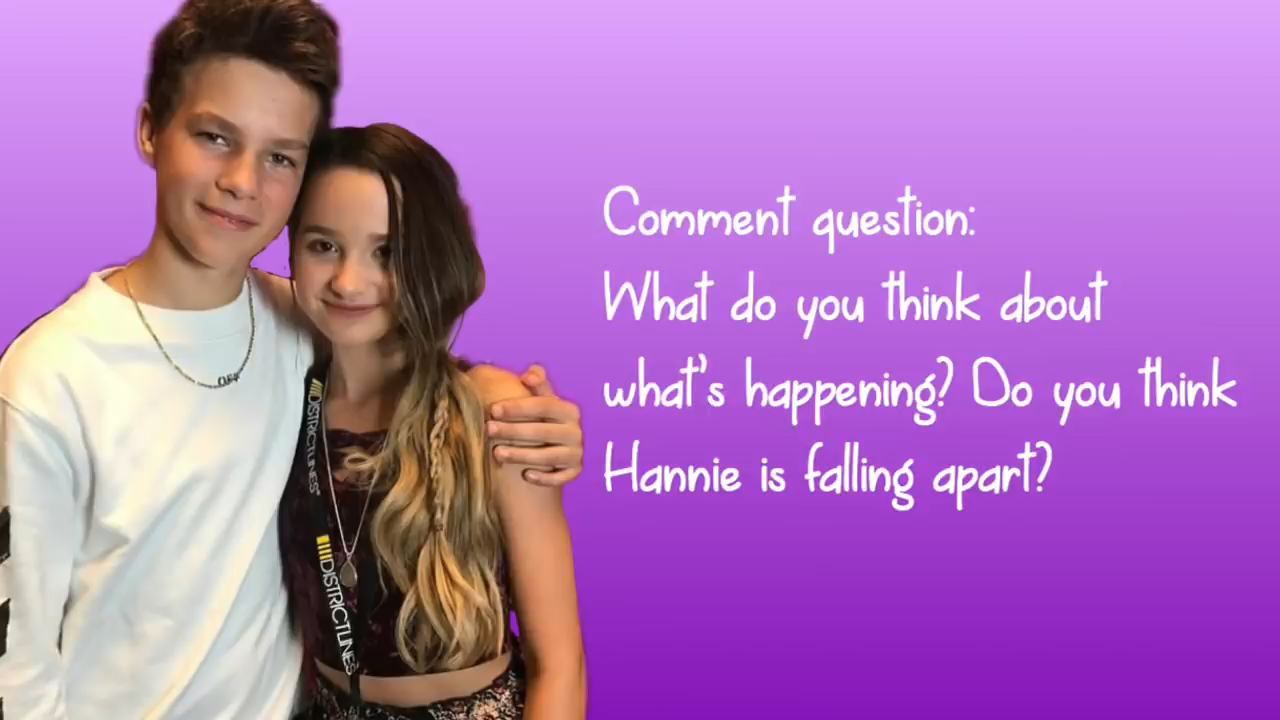 Comment question:
What do you think about
what's happening? Do you think
Hannie is falling apart?
DISTRICTLINES
DISTRICTLINES